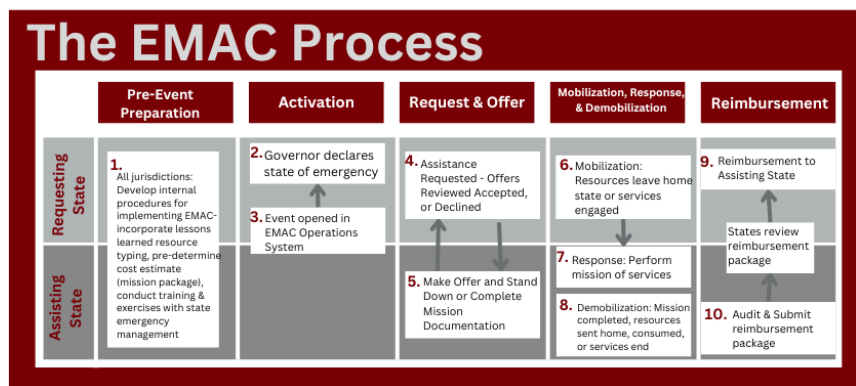 The EMAC Process
Pre-Event
Preparation
Activation
Request & Offer
Mobilization, Response,
& Demobilization
Reimbursement
Requesting
State
Assisting
State
1.
All jurisdictions:
Develop internal
procedures for
implementing EMAC-
incorporate lessons
learned resource
typing, pre-determine
cost estimate
(mission package),
conduct training &
exercises with state
emergency
management
2. Governor declares
state of emergency
3. Event opened in
EMAC Operations
System
4. Assistance
Requested - Offers
Reviewed Accepted,
or Declined
5. Make Offer and Stand
Down or Complete
Mission
Documentation
6. Mobilization:
Resources leave home
state or services
engaged
7. Response: Perform
mission of services
8. Demobilization: Mission
completed, resources
sent home, consumed,
or services end
9. Reimbursement to
Assisting State
States review
reimbursement
package
10. Audit & Submit
reimbursement
package